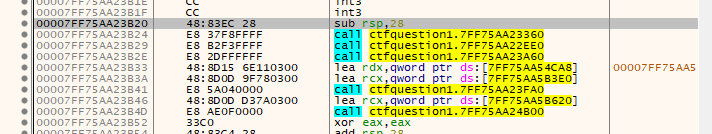 00007FF75AA23B1E CC int3
00007FF75AA23B1F CC int3
00007FF75AA23B20 48:83EC 28 sub rsp,28
00007FF75AA23B24 E8 37F8FFFF call ctfquestion1.7FF75AA23360
00007FF75AA23B29 E8 B2F3FFFF call ctfquestion1.7FF75AA22EE0
00007FF75AA23B2E E8 2DFFFFFF call ctfquestion1.7FF75AA23A60
00007FF75AA23B33 48:8D15 6E110300 lea rdx,qword ptr ds:[7FF75AA54CA8] 00007FF75AA5
00007FF75AA23B3A 48:8D0D 9F780300 lea rcx,qword ptr ds:[7FF75AA5B3E0]
00007FF75AA23B41 E8 5A040000 call ctfquestion1.7FF75AA23FA0
00007FF75AA23B46 48:8D0D D37A0300 lea rcx,qword ptr ds:[7FF75AA5B620]
00007FF75AA23B4D E8 AE0F0000 call ctfquestion1.7FF75AA24B00
00007FF75AA23B52 33C0 xor eax,eax
00007FF75AA23B54 48:83C4 28 add rsp,28